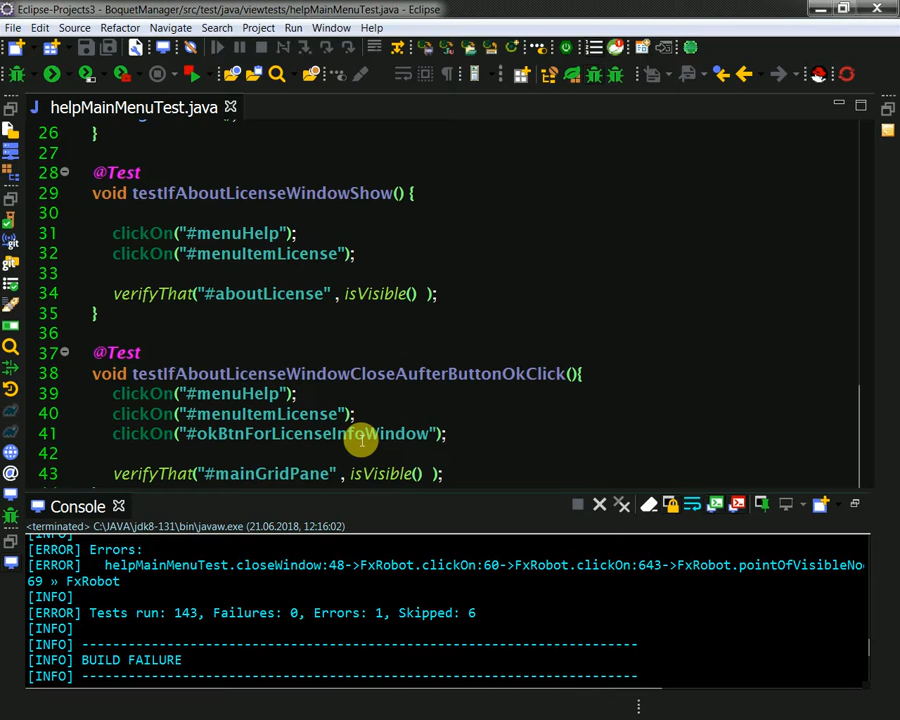 Eclipse-Projects3 - BoquetManager/src/test/java/viewtests/helpMainMenuTest.java - Eclipse
File Edit Source Refactor Navigate Search Project Run Window Help
helpMainMenuTest.java
26 }
27
28 @Test
29 void testIfAboutLicenseWindowShow() {
30
31 clickOn("#menuHelp");
32 clickOn("#menuItemLicense");
33
34 verifyThat("#aboutLicense" , isVisible() );
35 }
36
37 @Test
38 void testIfAboutLicenseWindowCloseAufterButtonOkClick(){
39 clickOn("#menuHelp");
40 clickOn("#menuItemLicense");
41 clickOn("#okBtnForLicenseInfoWindow");
42
43 verifyThat("#mainGridPane" , isVisible() );
Console
<terminated> C:\JAVA\jdk8-131\bin\javaw.exe (21.06.2018, 12:16:02)
[INFO]
[ERROR] Errors:
[ERROR]   helpMainMenuTest.closeWindow:48->FxRobot.clickOn:60->FxRobot.clickOn:643->FxRobot.pointOfVisibleNo
69 » FxRobot
[INFO]
[ERROR] Tests run: 143, Failures: 0, Errors: 1, Skipped: 6
[INFO]
[INFO] ------------------------------------------------------------------------
[INFO] BUILD FAILURE
[INFO] ------------------------------------------------------------------------